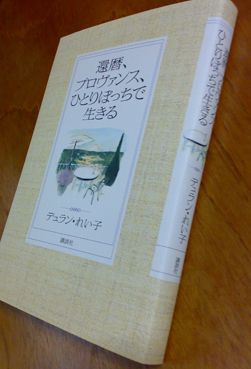 還暦、
プロヴァンス、
ひとりぼっちで
生きる
デュラン・れい子
講談社
ひとりぼっちで生きる
デュラン・れい子
講談社